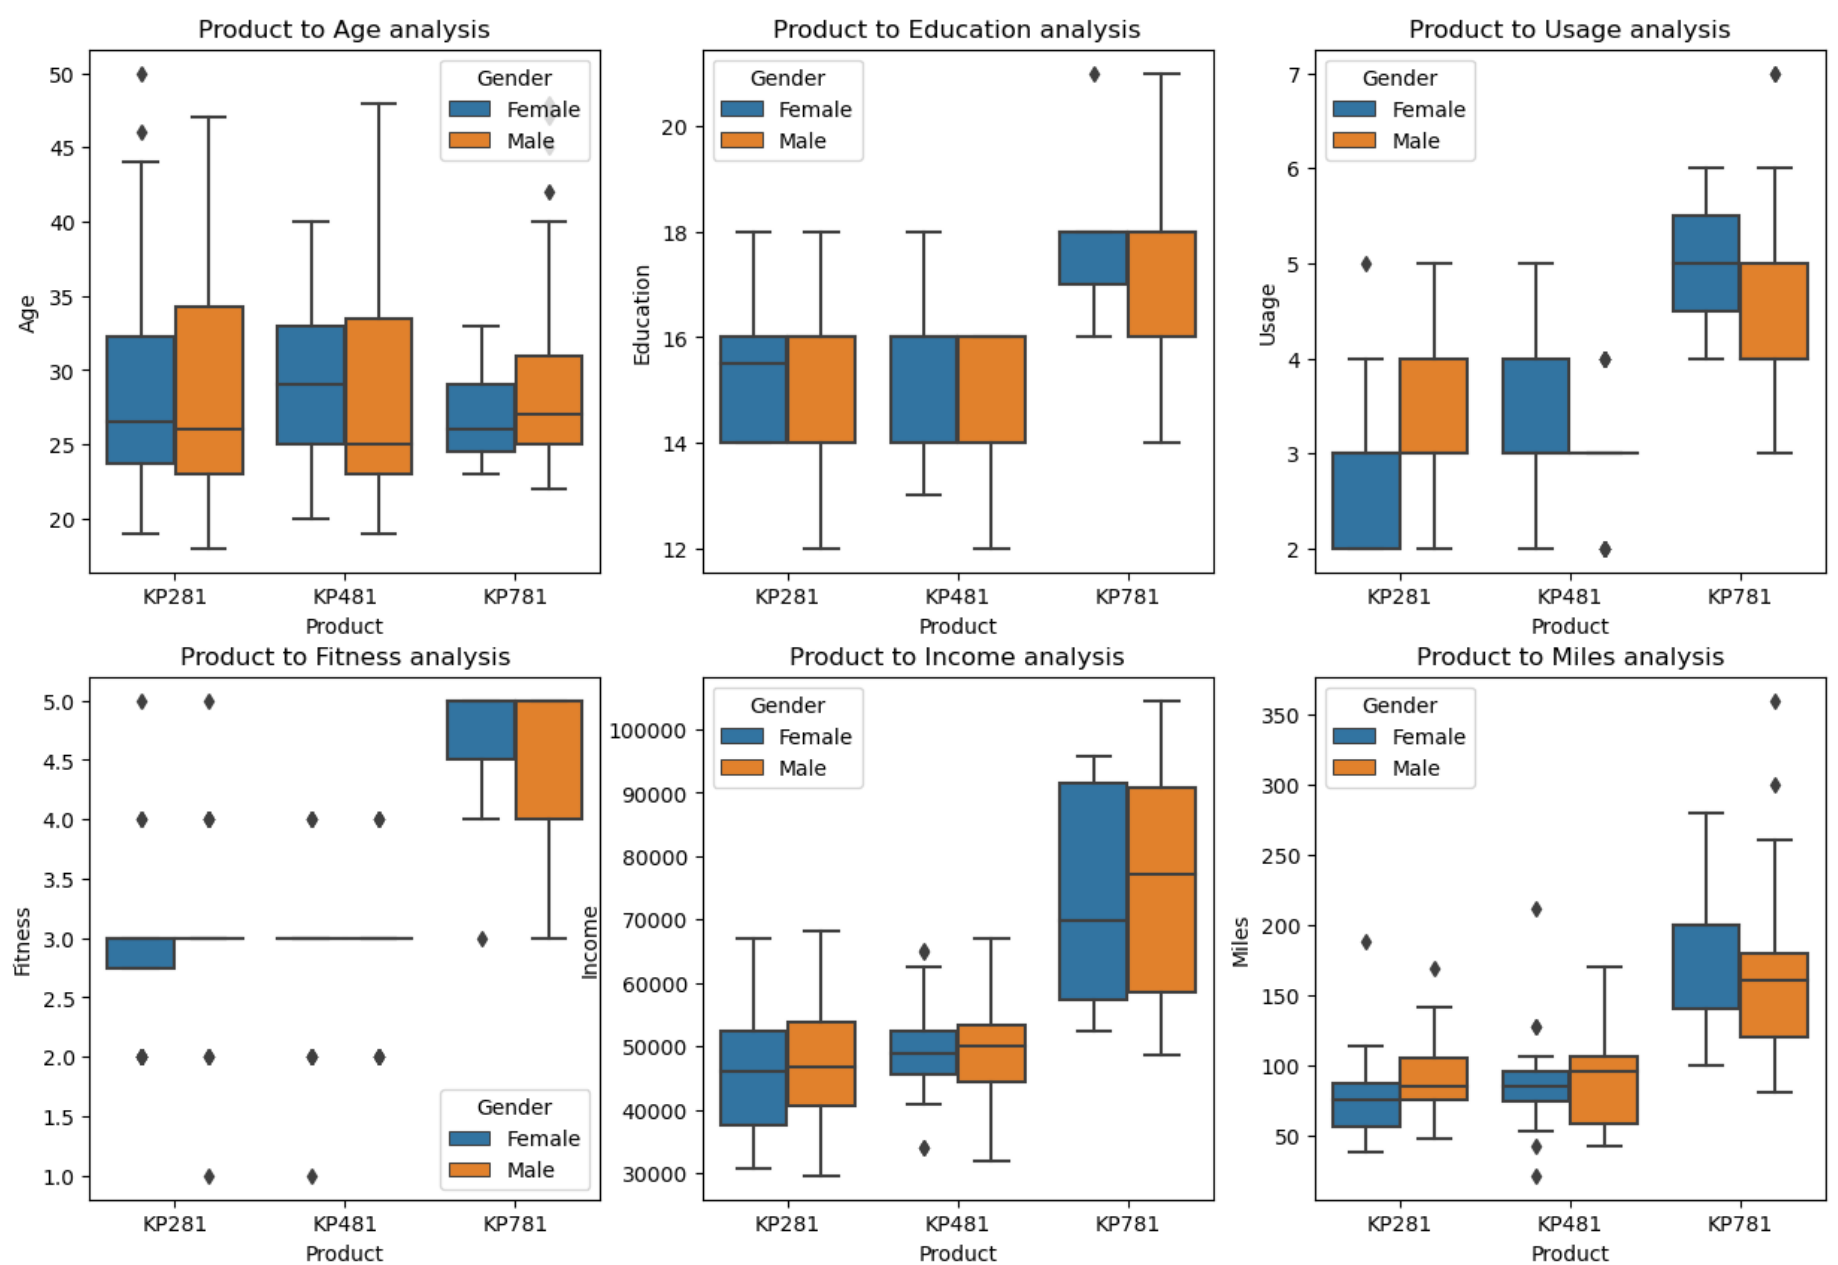 Product to Age analysis
50
45
40
35
30
25
20
Age
Gender
Female
Male
KP281 KP481 KP781
Product
Product to Education analysis
20
18
16
14
12
Education
Gender
Female
Male
KP281 KP481 KP781
Product
Product to Usage analysis
7
6
5
4
3
2
Usage
Gender
Female
Male
KP281 KP481 KP781
Product
Product to Fitness analysis
5.0
4.5
4.0
3.5
3.0
2.5
2.0
1.5
1.0
Fitness
Gender
Female
Male
KP281 KP481 KP781
Product
Product to Income analysis
100000
90000
80000
70000
60000
50000
40000
30000
Income
Gender
Female
Male
KP281 KP481 KP781
Product
Product to Miles analysis
350
300
250
200
150
100
50
Miles
Gender
Female
Male
KP281 KP481 KP781
Product